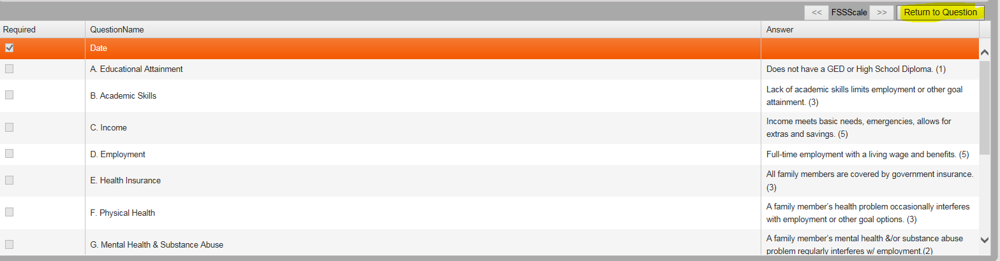 << FSSScale >> Return to Question
Required QuestionName Answer
Date
A. Educational Attainment Does not have a GED or High School Diploma. (1)
B. Academic Skills Lack of academic skills limits employment or other goal
attainment. (3)
C. Income Income meets basic needs, emergencies, allows for
extras and savings. (5)
D. Employment Full-time employment with a living wage and benefits. (5)
E. Health Insurance All family members are covered by government insurance.
(3)
F. Physical Health A family member’s health problem occasionally interferes
with employment or other goal options. (3)
G. Mental Health & Substance Abuse A family member’s mental health &/or substance abuse
problem regularly interferes w/ employment.(2)